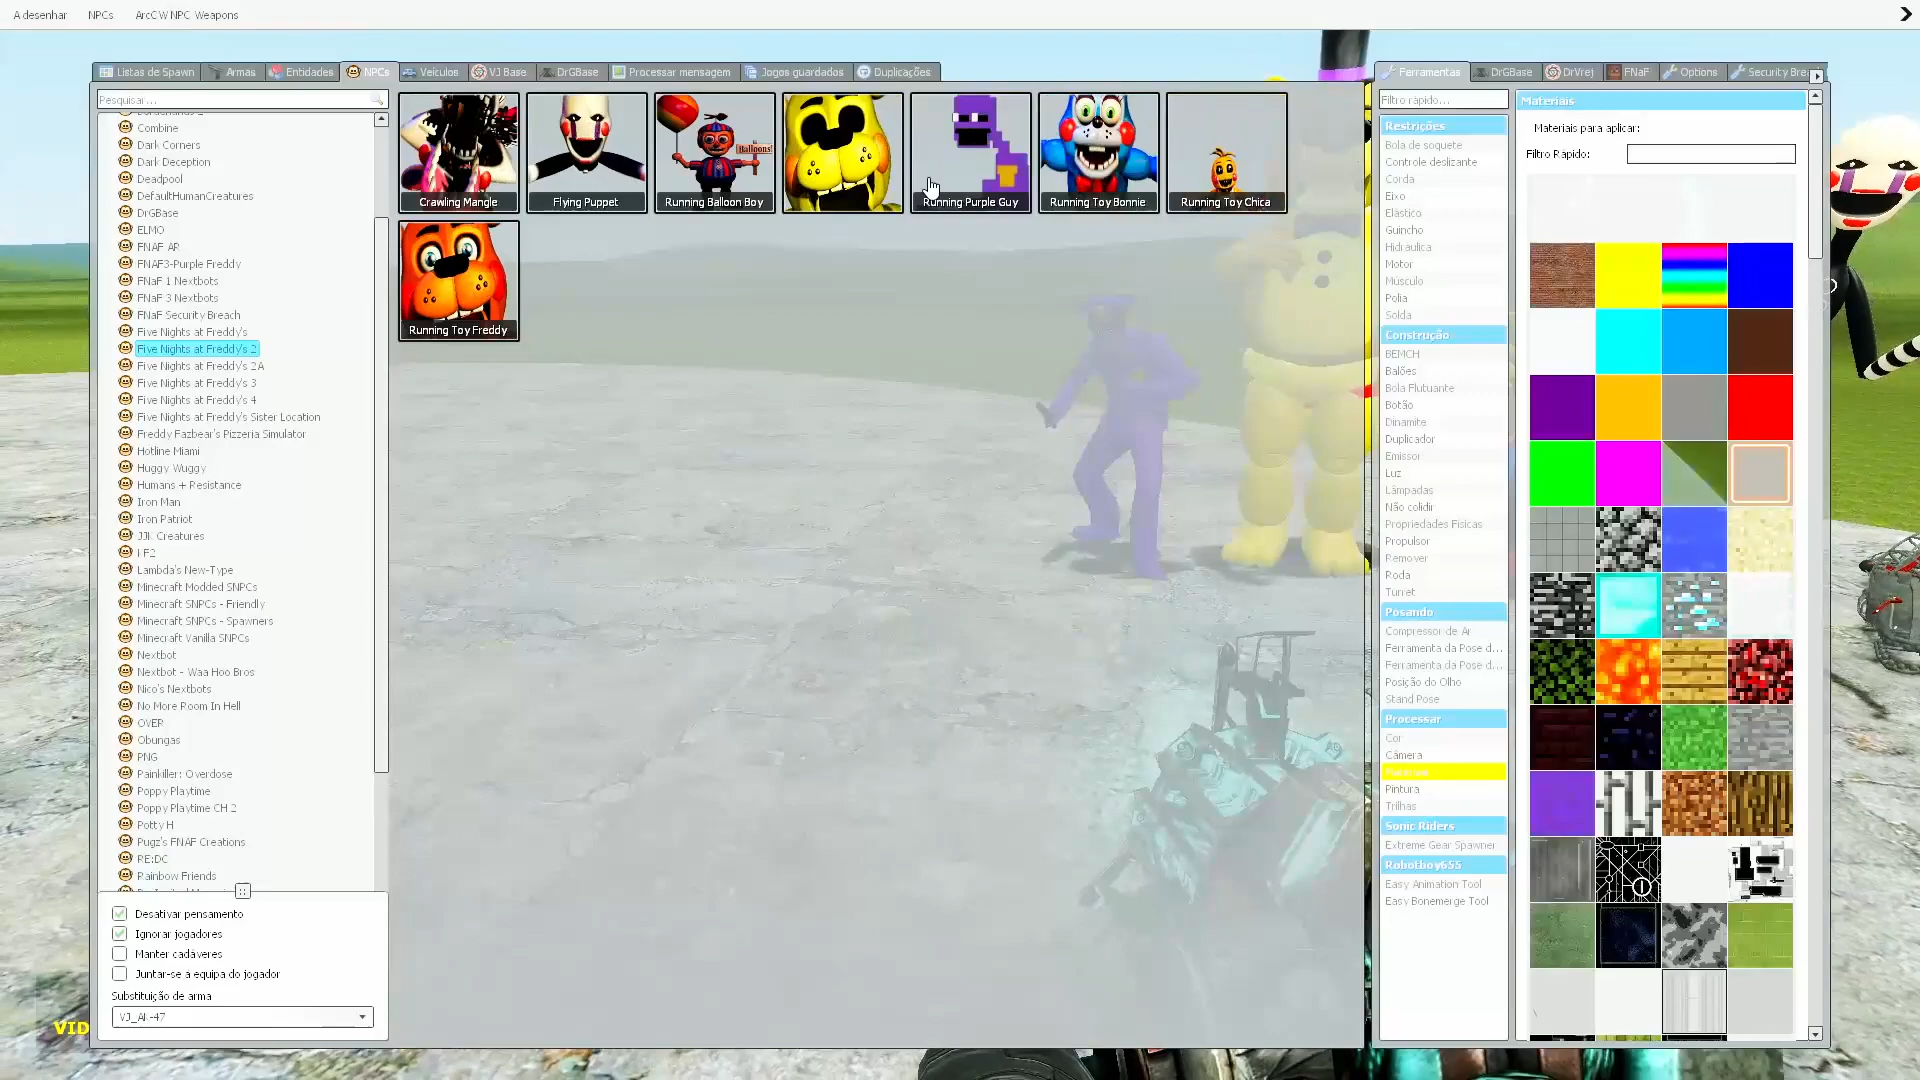 A desenhar
NPCs
ArcCW NPC Weapons
Listas de Spawn
Armas
Entidades
NPCs
Veículos
VJ Base
DrGBase
Processar mensagem
Jogos guardados
Duplicações
Pesquisar...
Combine
Dark Corners
Dark Deception
Deadpool
DefaultHumanCreatures
DrGBase
ELMO
FNAF AR
FNAF3-Purple Freddy
FNaF 1 Nextbots
FNaF 3 Nextbots
FNaF Security Breach
Five Nights at Freddy's
Five Nights at Freddy's 2
Five Nights at Freddy's 2A
Five Nights at Freddy's 3
Five Nights at Freddy's 4
Five Nights at Freddy's Sister Location
Freddy Fazbear's Pizzeria Simulator
Hotline Miami
Huggy Wuggy
Humans + Resistance
Iron Man
Iron Patriot
JJK Creatures
KF2
Lambda's New-Type
Minecraft Modded SNPCs
Minecraft SNPCs - Friendly
Minecraft SNPCs - Spawners
Minecraft Vanilla SNPCs
Nextbot
Nextbot - Waa Hoo Bros
Nico's Nextbots
No More Room In Hell
OVER
Obungas
PNG
Painkiller: Overdose
Poppy Playtime
Poppy Playtime CH 2
Potty H
Pugz's FNAF Creations
RE:DC
Rainbow Friends
Desativar pensamento
Ignorar jogadores
Manter cadáveres
Juntar-se à equipa do jogador
Substituição de arma
VJ_AK-47
VID
Crawling Mangle
Flying Puppet
Balloons!
Running Balloon Boy
Running Purple Guy
Running Toy Bonnie
Running Toy Chica
Running Toy Freddy
Ferramentas
DrGBase
DrVrej
FNaF
Options
Security Brea
Filtro rápido...
Restrições
Bola de soquete
Controle deslizante
Corda
Eixo
Elástico
Guincho
Hidráulica
Motor
Músculo
Polia
Solda
Construção
BEMCH
Balões
Bola Flutuante
Botão
Dinamite
Duplicador
Emissor
Luz
Lâmpadas
Não colidir
Propriedades Físicas
Propulsor
Remover
Roda
Turret
Posando
Compressor de Ar
Ferramenta da Pose d...
Ferramenta da Pose d...
Posição do Olho
Stand Pose
Processar
Cor
Câmera
Pintura
Trilhas
Sonic Riders
Extreme Gear Spawner
Robotboy655
Easy Animation Tool
Easy Bonemerge Tool
Materiais
Materiais para aplicar:
Filtro Rápido: